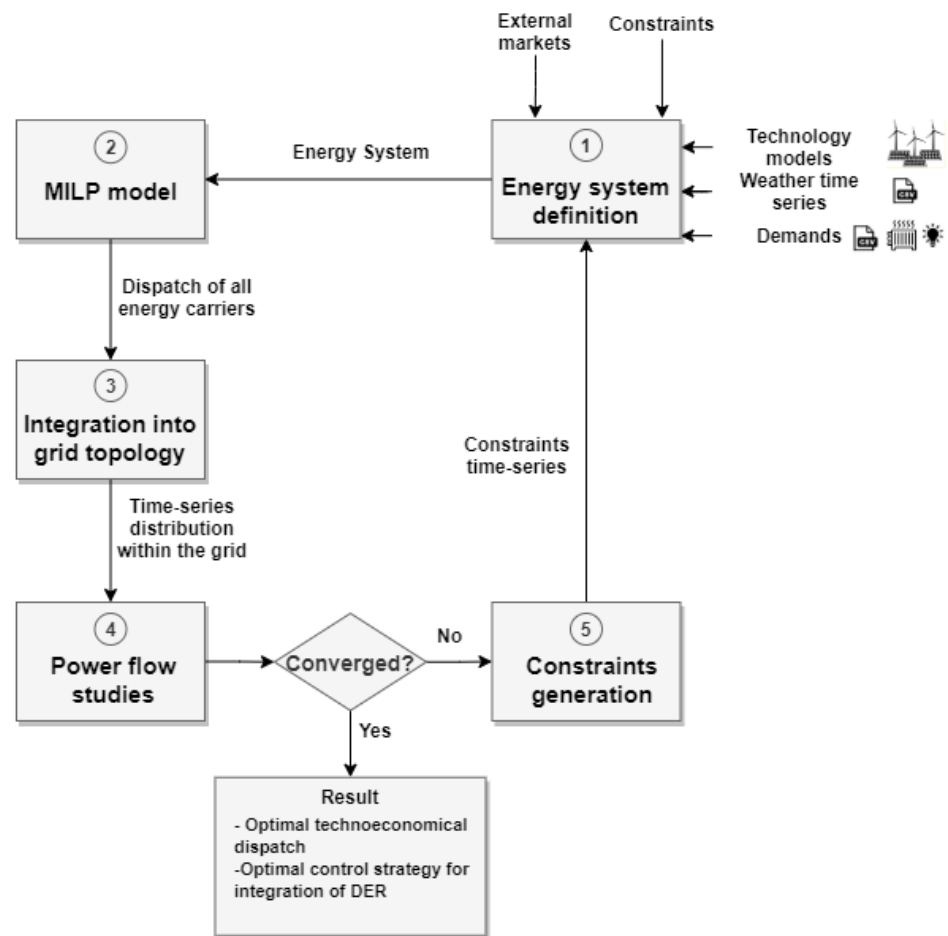 External
markets
Constraints
1
Energy system
definition
Technology
models
Weather time
series
Demands
CSV
CSV
Energy System
2
MILP model
Dispatch of all
energy carriers
3
Integration into
grid topology
Time-series
distribution
within the grid
4
Power flow
studies
Converged?
No
5
Constraints
generation
Constraints
time-series
Yes
Result
- Optimal technoeconomical
dispatch
-Optimal control strategy for
integration of DER